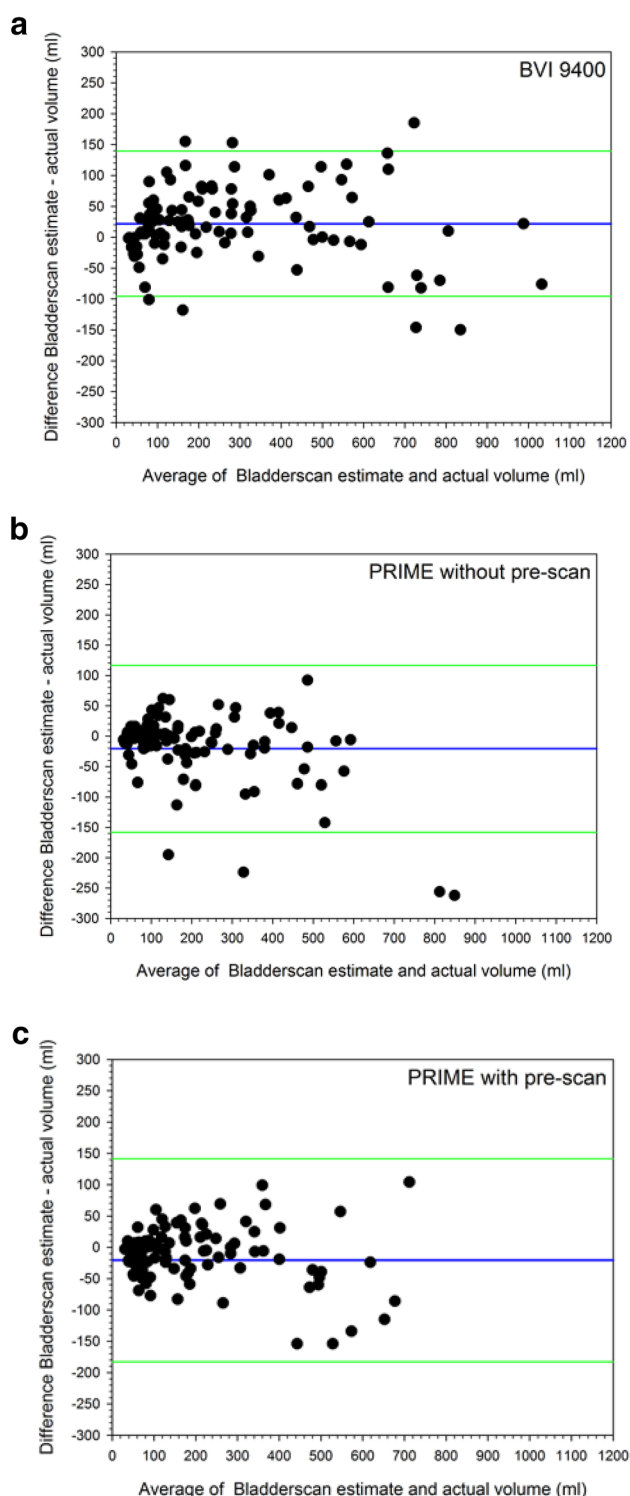 a
Difference Bladderscan estimate - actual volume (ml)
300
250
200
150
100
50
0
-50
-100
-150
-200
-250
-300
BVI 9400
0 100 200 300 400 500 600 700 800 900 1000 1100 1200
Average of Bladderscan estimate and actual volume (ml)
b
Difference Bladderscan estimate - actual volume (ml)
300
250
200
150
100
50
0
-50
-100
-150
-200
-250
-300
PRIME without pre-scan
0 100 200 300 400 500 600 700 800 900 1000 1100 1200
Average of Bladderscan estimate and actual volume (ml)
c
Difference Bladderscan estimate - actual volume (ml)
300
250
200
150
100
50
0
-50
-100
-150
-200
-250
-300
PRIME with pre-scan
0 100 200 300 400 500 600 700 800 900 1000 1100 1200
Average of Bladderscan estimate and actual volume (ml)